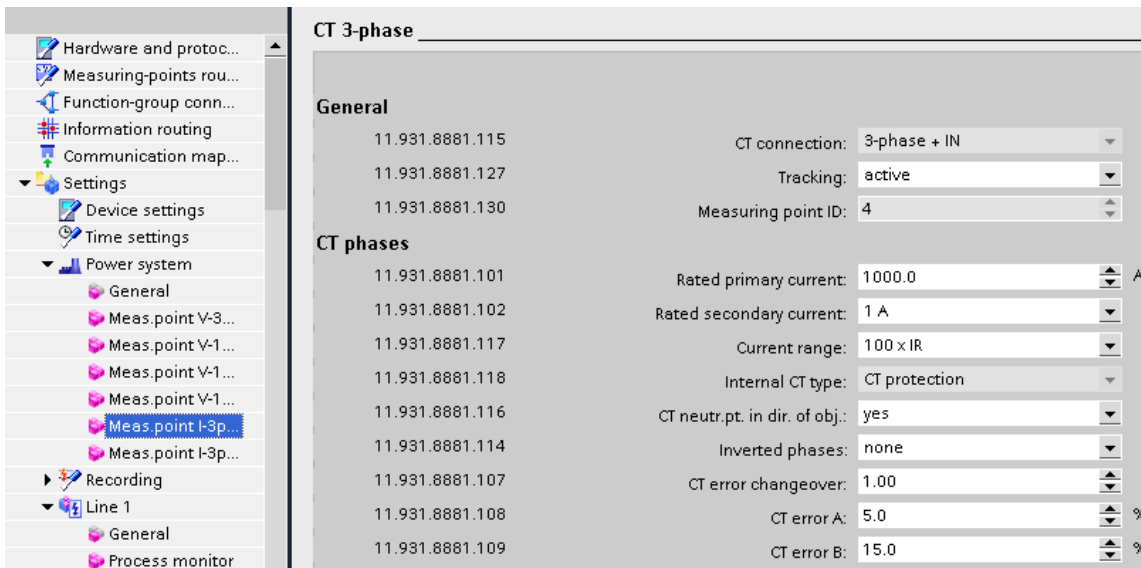 Hardware and protoc...
Measuring-points rou...
Function-group conn...
Information routing
Communication map...
Settings
Device settings
Time settings
Power system
General
Meas.point V-3...
Meas.point V-1...
Meas.point V-1...
Meas.point V-1...
Meas.point I-3p...
Meas.point I-3p...
Recording
Line 1
General
Process monitor
CT 3-phase
General
11.931.8881.115 CT connection: 3-phase + IN
11.931.8881.127 Tracking: active
11.931.8881.130 Measuring point ID: 4
CT phases
11.931.8881.101 Rated primary current: 1000.0 A
11.931.8881.102 Rated secondary current: 1 A
11.931.8881.117 Current range: 100 x IR
11.931.8881.118 Internal CT type: CT protection
11.931.8881.116 CT neutr.pt. in dir. of obj.: yes
11.931.8881.114 Inverted phases: none
11.931.8881.107 CT error changeover: 1.00
11.931.8881.108 CT error A: 5.0 %
11.931.8881.109 CT error B: 15.0 %